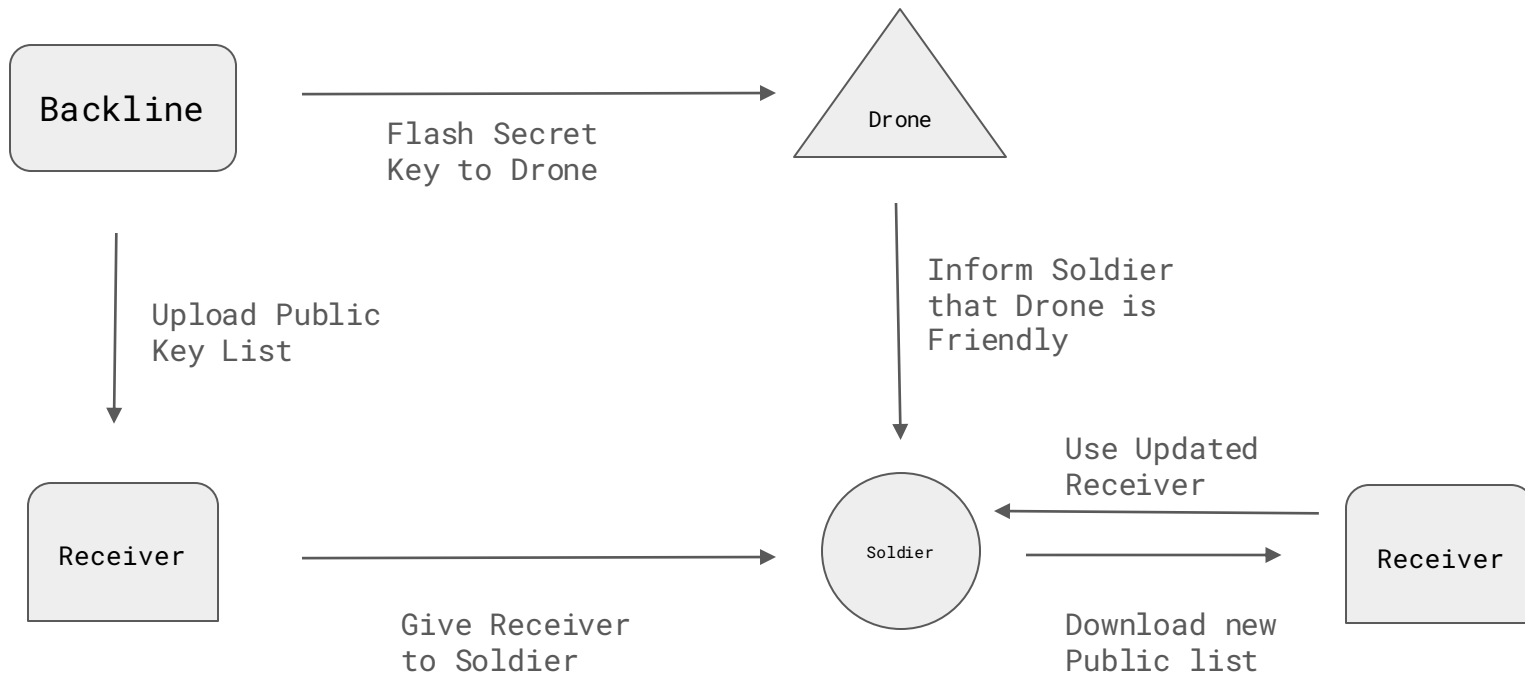 Backline
Flash Secret
Key to Drone
Drone
Upload Public
Key List
Inform Soldier
that Drone is
Friendly
Use Updated
Receiver
Receiver
Soldier
Receiver
Give Receiver
to Soldier
Download new
Public list